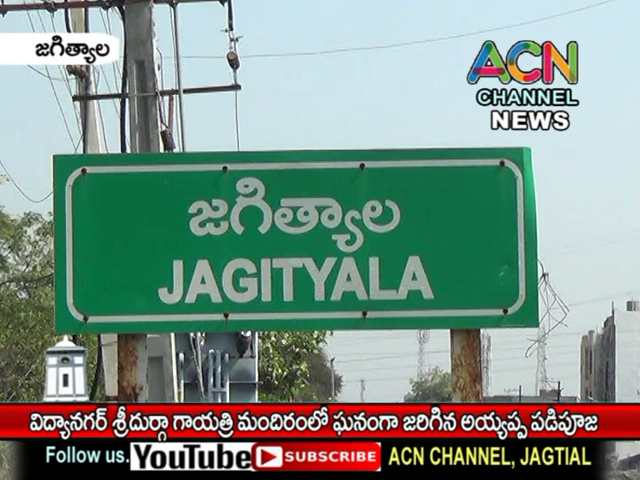 జగిత్యాల
ACN
CHANNEL
NEWS
జగిత్యాల
JAGITYALA
విద్యానగర్ శ్రీదుర్గా గాయత్రి మందిరంలో ఘనంగా జరిగిన అయ్యప్ప పడిపూజ
Follow us. YouTube SUBSCRIBE ACN CHANNEL, JAGTIAL